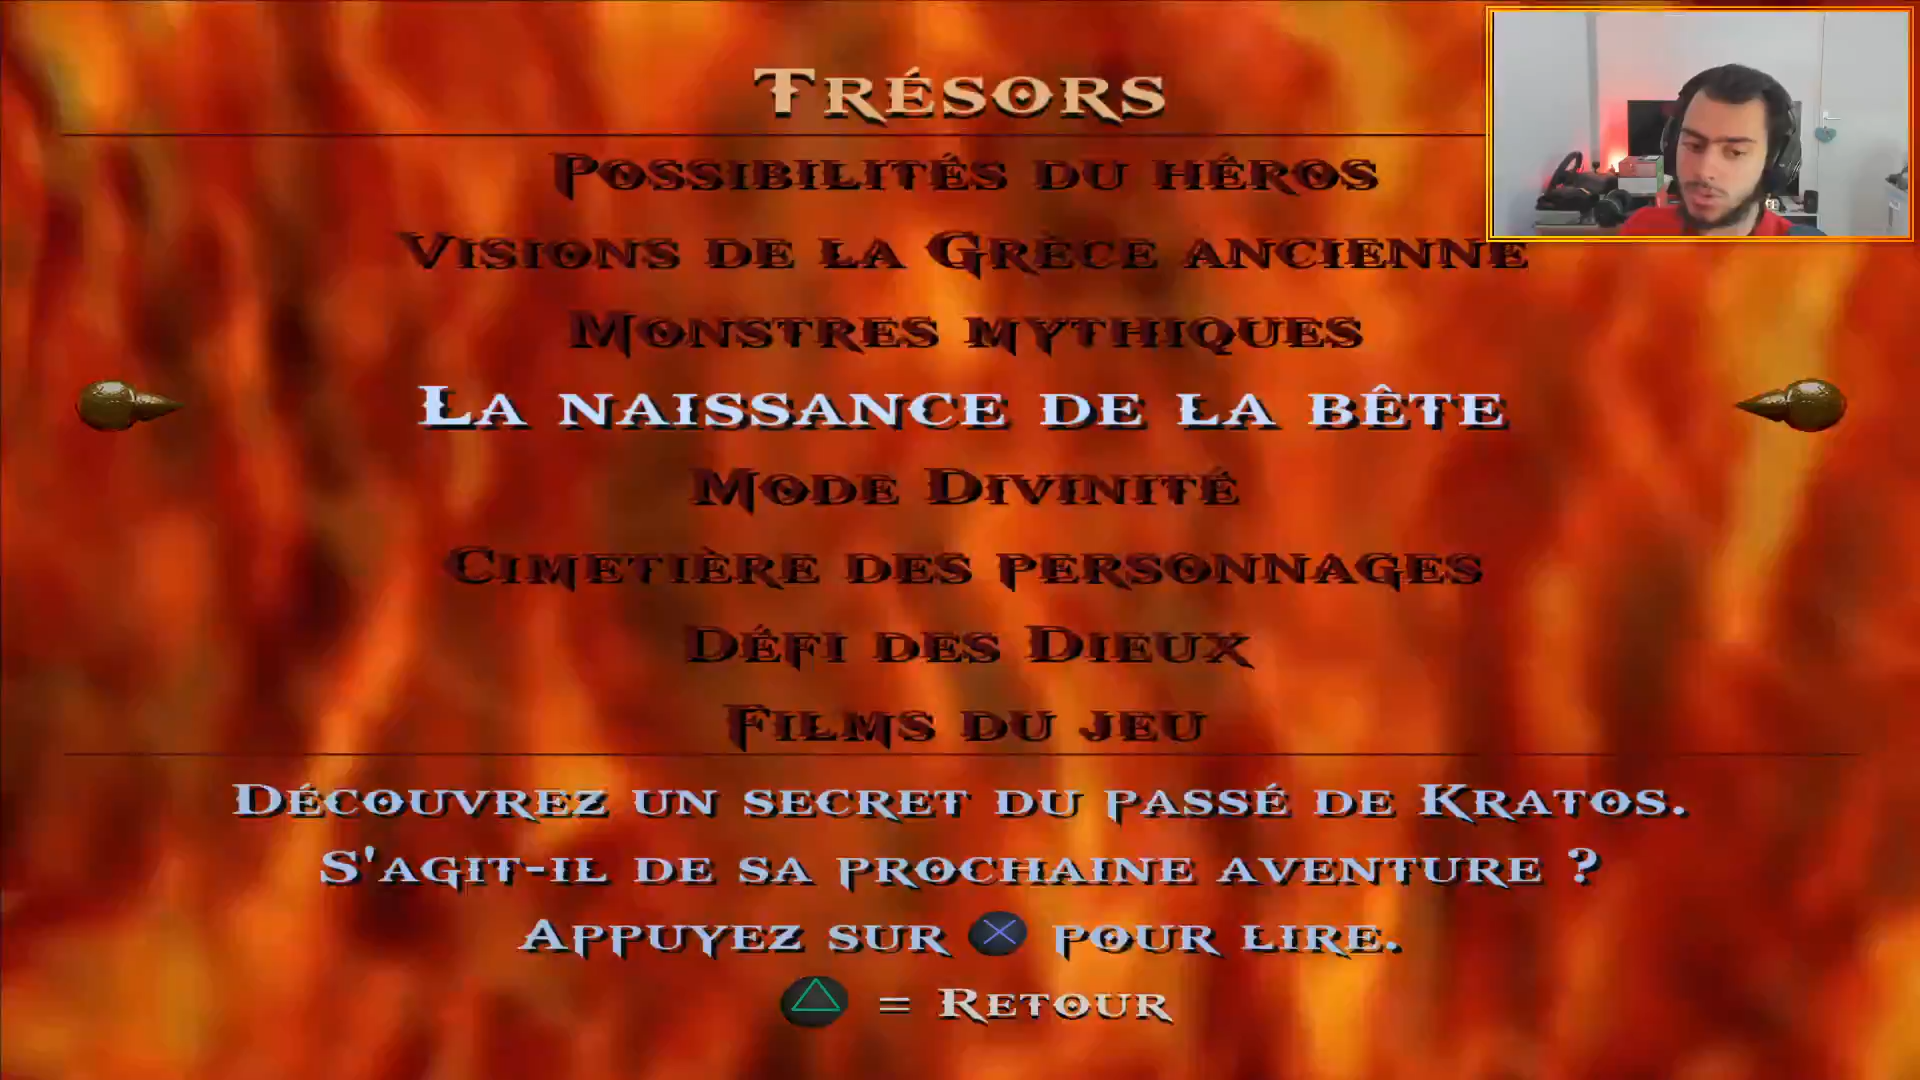 Trésors
Possibilités du héros
Visions de la Grèce ancienne
Monstres mythiques
La naissance de la bête
Mode Divinité
Cimetière des personnages
Défi des Dieux
Films du jeu
Découvrez un secret du passé de Kratos.
S'agit-il de sa prochaine aventure ?
Appuyez sur pour lire.
= Retour